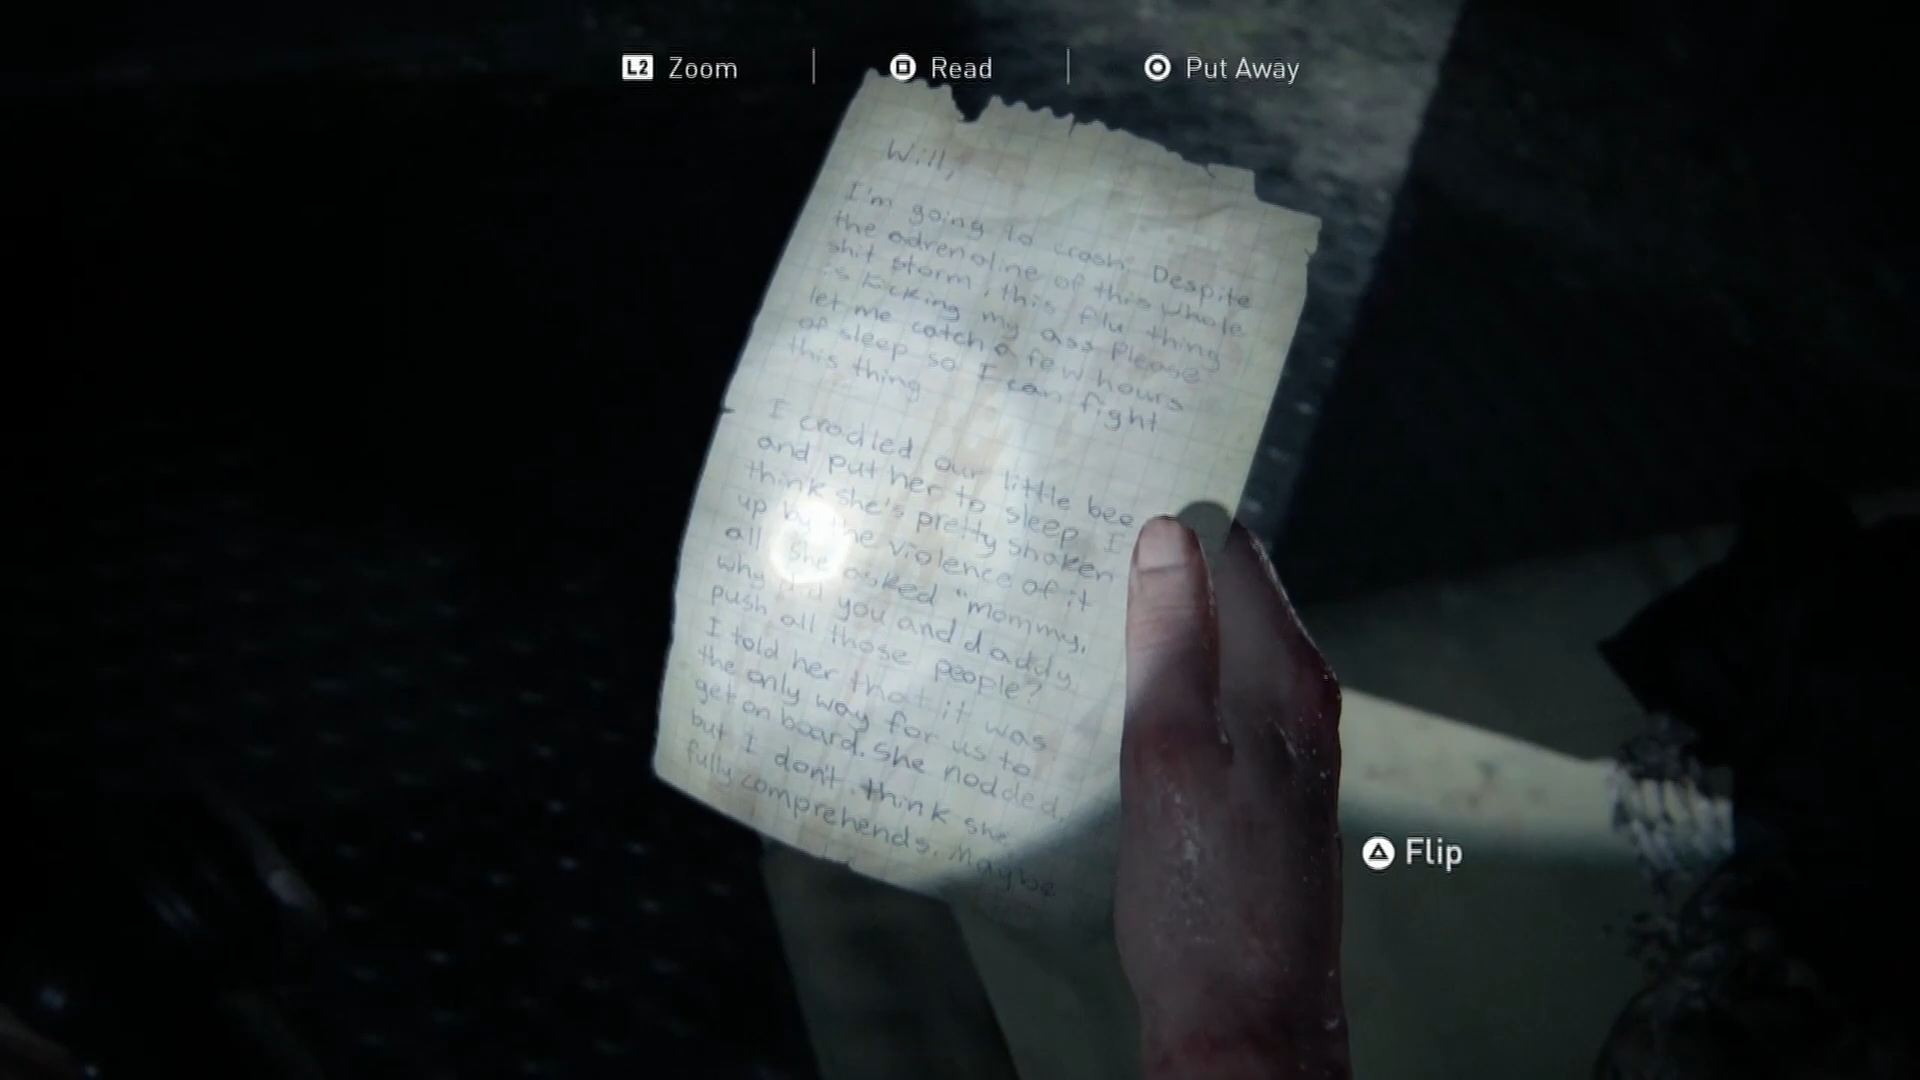 L2 Zoom | Read | Put Away
Will,
I'm going to crash. Despite
the adrenaline of this whole
shit storm, this flu thing
is kicking my ass. Please
let me catch a few hours
of sleep so I can fight
this thing
I cradled our little bee
and put her to sleep. I
think she's pretty shaken
up by the violence of it
all. She asked "mommy,
why did you and daddy
push all those people?
I told her that it was
the only way for us to
get on board. She nodded,
but I don't think she
fully comprehends. Maybe
Flip